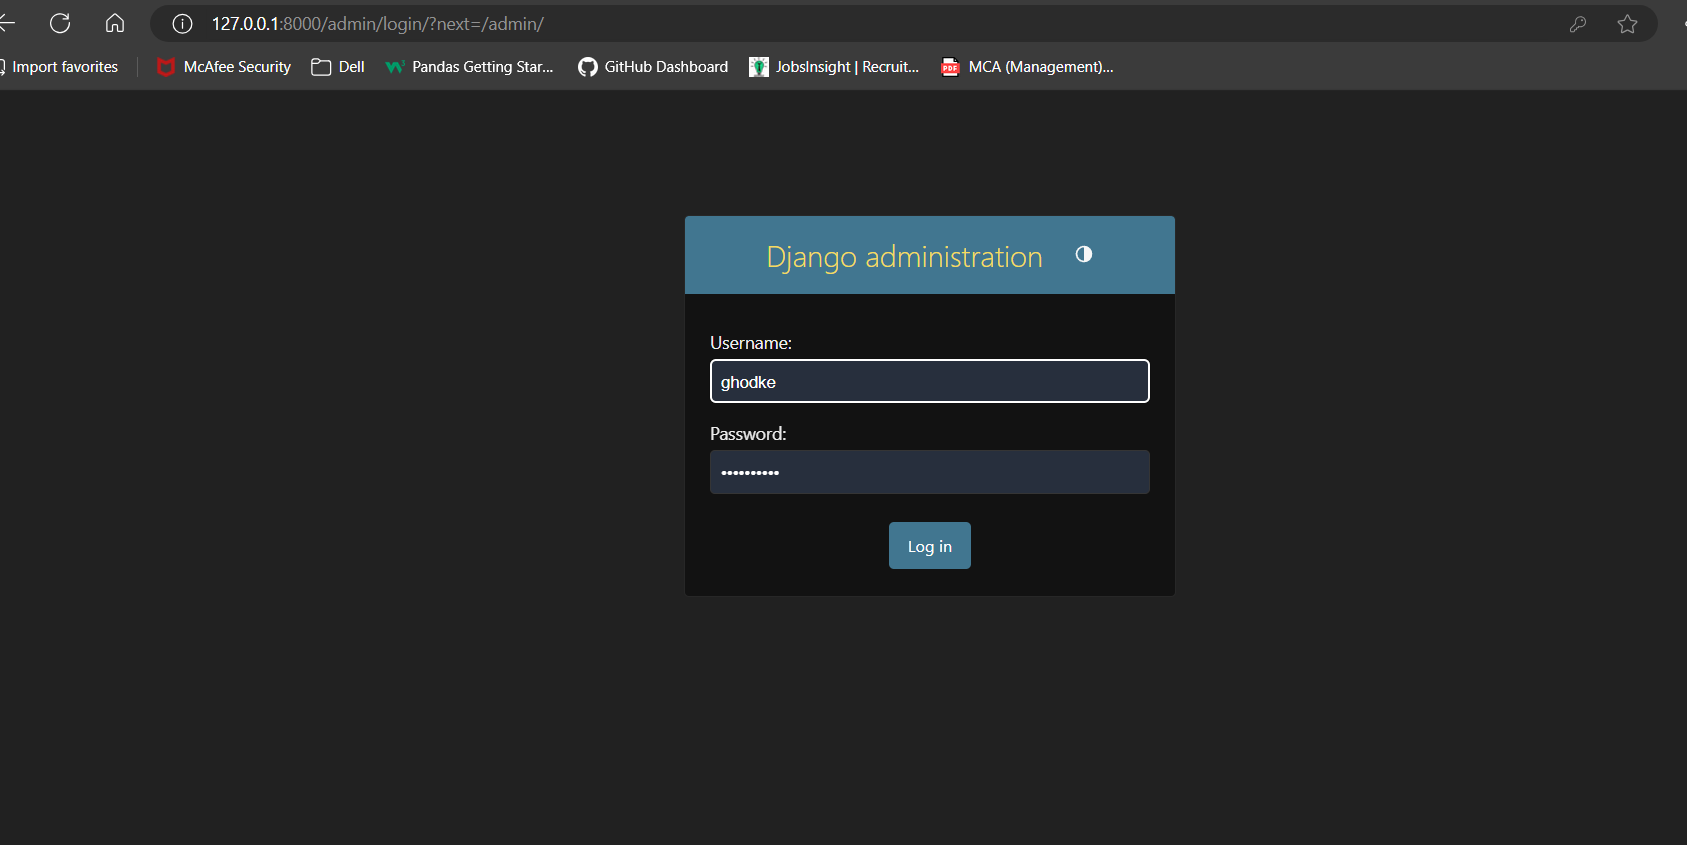 127.0.0.1:8000/admin/login/?next=/admin/
Import favorites McAfee Security Dell Pandas Getting Star... GitHub Dashboard JobsInsight | Recruit... PDF MCA (Management)...
Django administration
Username:
ghodke
Password:
••••••••••
Log in